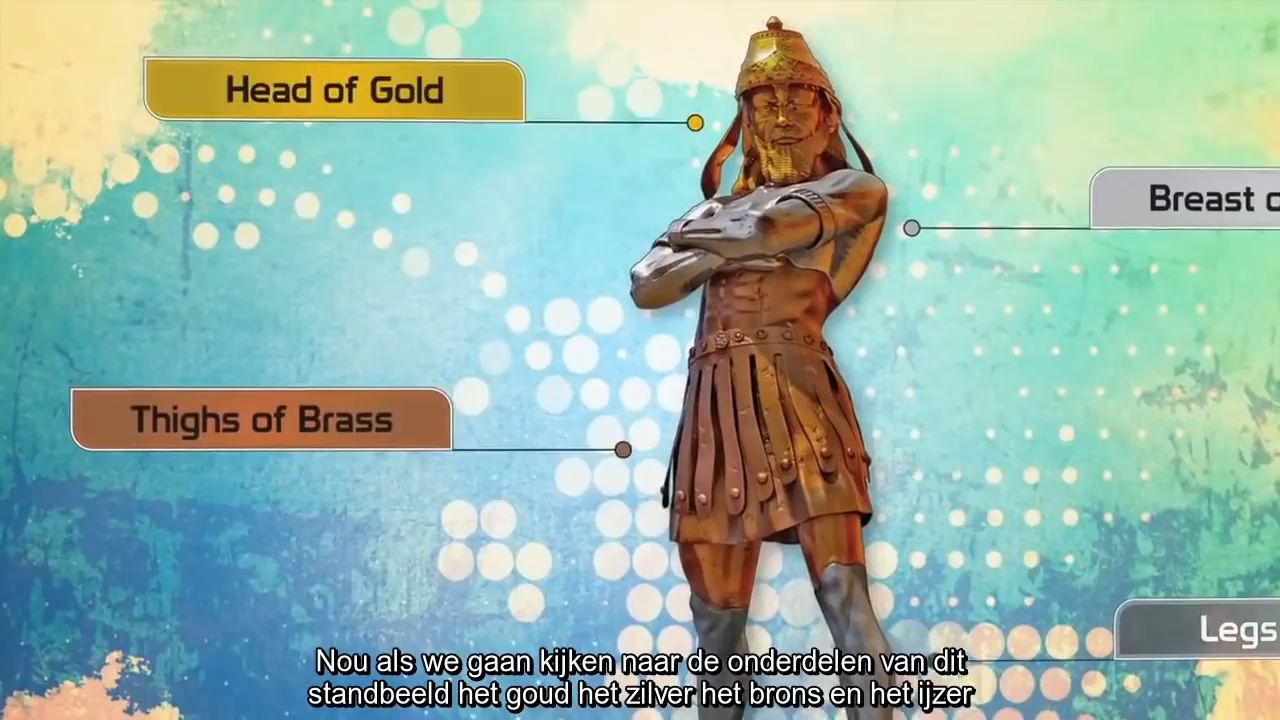 Head of Gold
Breast
Thighs of Brass
Legs
Nou als we gaan kijken naar de onderdelen van dit
standbeeld het goud het zilver het brons en het ijzer